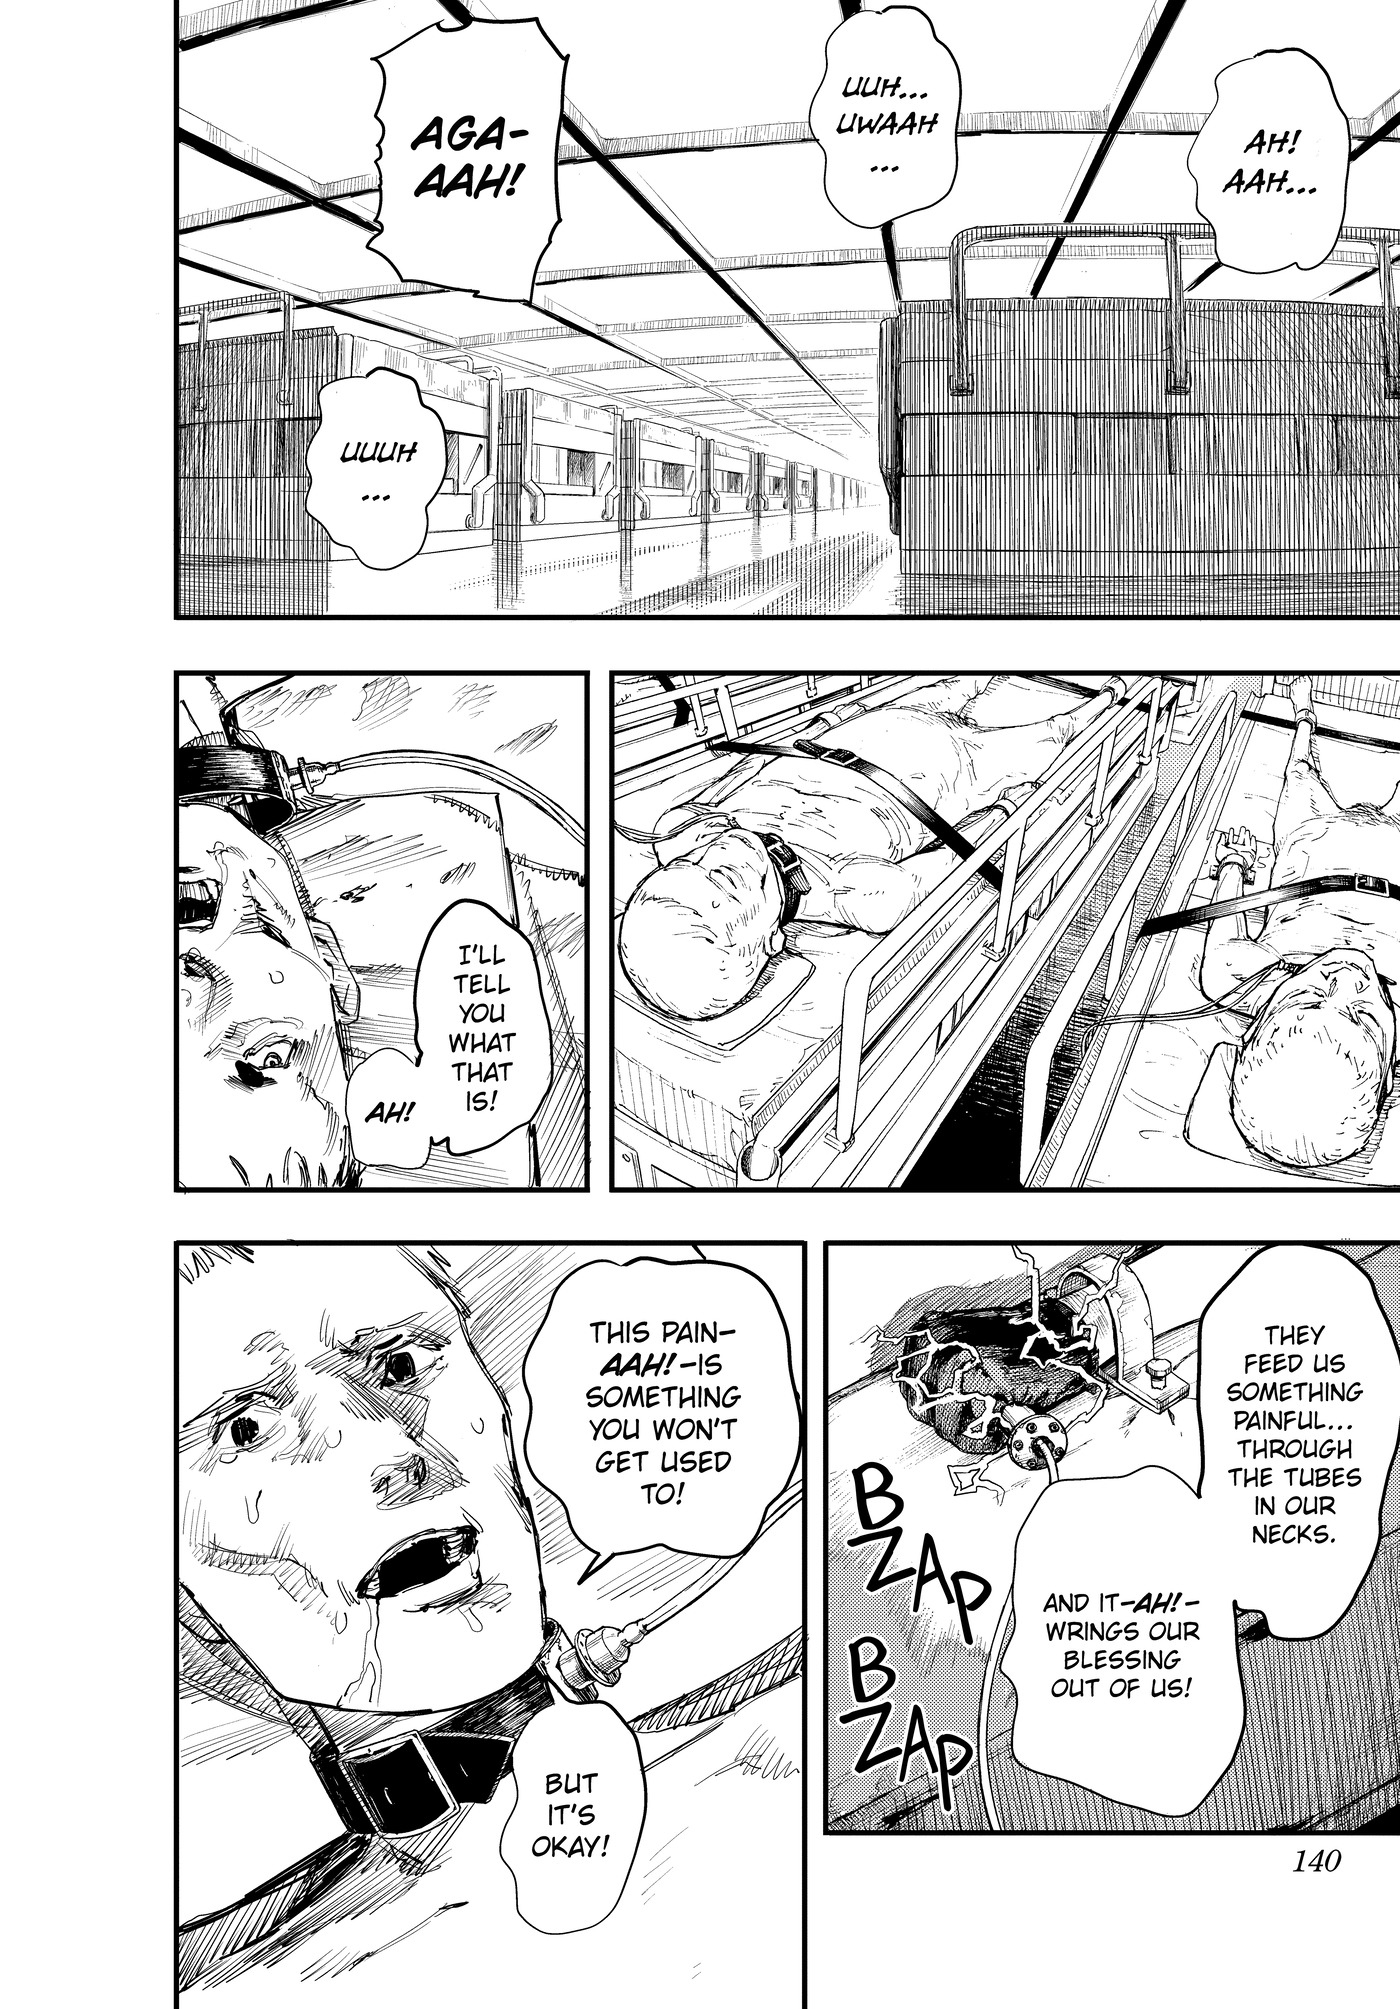 AH!
AAH...
UUH...
UWAAH
...
AGA-
AAH!
UUUH
...
I'LL
TELL
YOU
WHAT
THAT
IS!
AH!
THEY
FEED US
SOMETHING
PAINFUL...
THROUGH
THE TUBES
IN OUR
NECKS.
AND IT-AH!-
WRINGS OUR
BLESSING
OUT OF US!
BZZAP
BZZAP
THIS PAIN-
AAH!-IS
SOMETHING
YOU WON'T
GET USED
TO!
BUT
IT'S
OKAY!
140